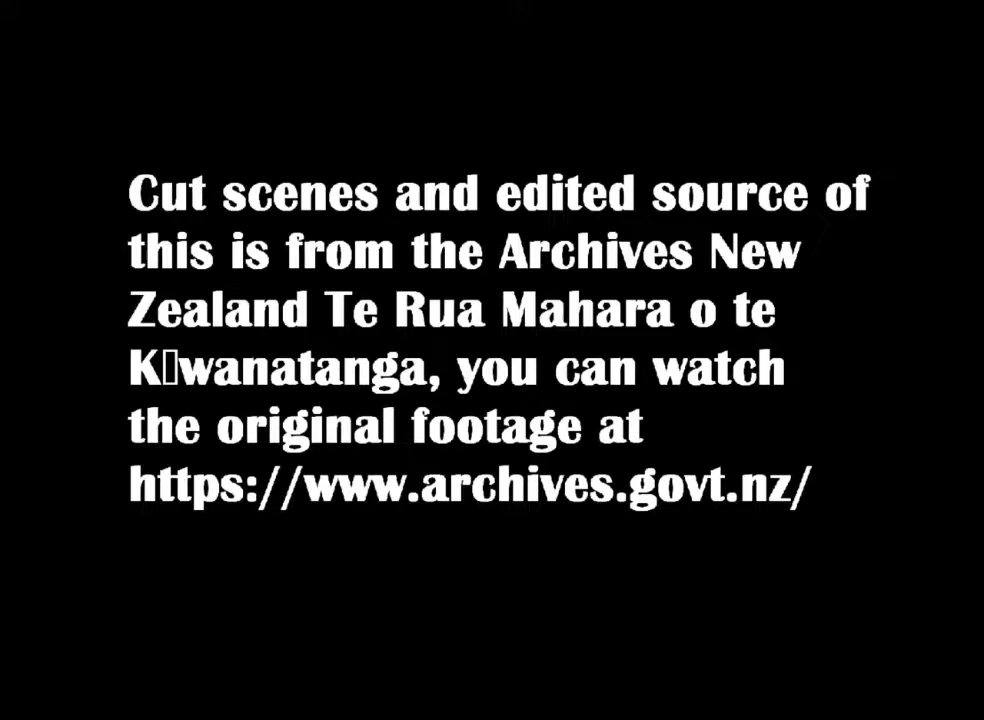 Cut scenes and edited source of
this is from the Archives New
Zealand Te Rua Mahara o te
K▯wanatanga, you can watch
the original footage at
https://www.archives.govt.nz/